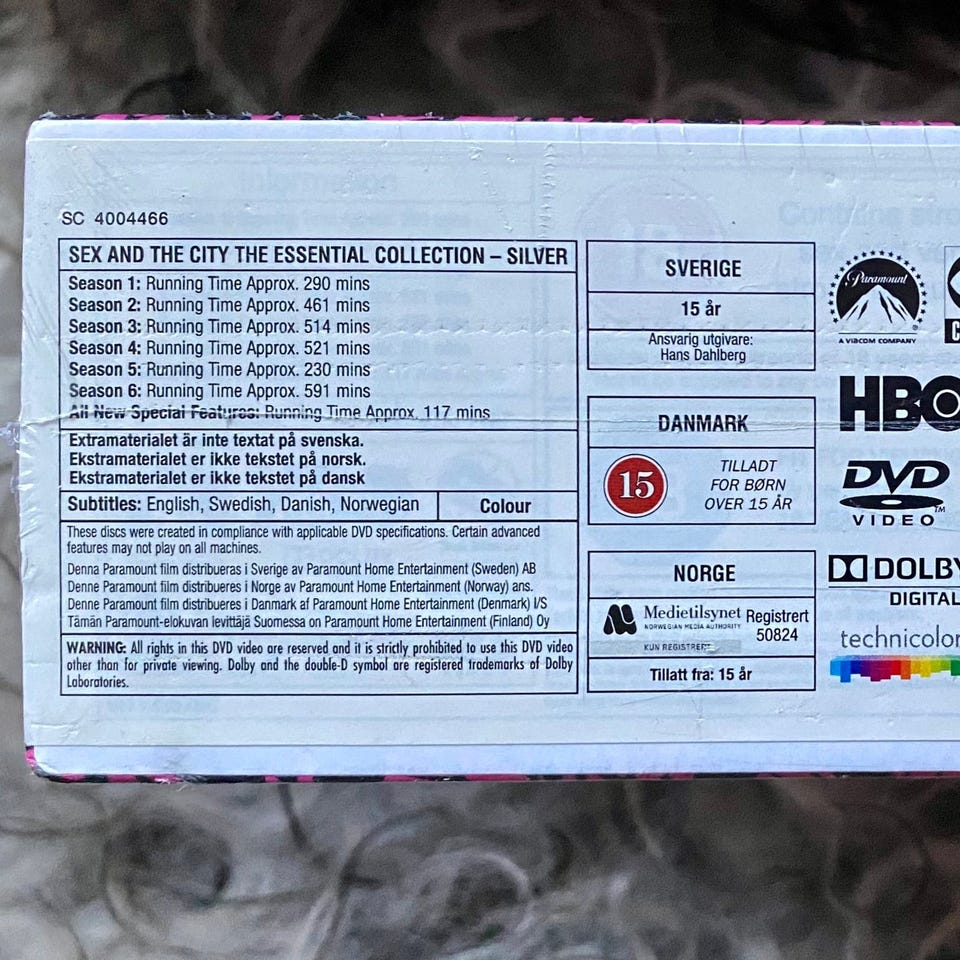 SC 4004466
SEX AND THE CITY THE ESSENTIAL COLLECTION – SILVER
Season 1: Running Time Approx. 290 mins
Season 2: Running Time Approx. 461 mins
Season 3: Running Time Approx. 514 mins
Season 4: Running Time Approx. 521 mins
Season 5: Running Time Approx. 230 mins
Season 6: Running Time Approx. 591 mins
All New Special Features: Running Time Approx. 117 mins
Extramaterialet är inte textat på svenska.
Ekstramaterialet er ikke tekstet på norsk.
Ekstramaterialet er ikke tekstet på dansk
Subtitles: English, Swedish, Danish, Norwegian
Colour
These discs were created in compliance with applicable DVD specifications. Certain advanced
features may not play on all machines.
Denna Paramount film distribueras i Sverige av Paramount Home Entertainment (Sweden) AB
Denne Paramount film distribueres i Norge av Paramount Home Entertainment (Norway) ans.
Denne Paramount film distribueres i Danmark af Paramount Home Entertainment (Denmark) I/S
Tämän Paramount-elokuvan levittäjä Suomessa on Paramount Home Entertainment (Finland) Oy
WARNING: All rights in this DVD video are reserved and it is strictly prohibited to use this DVD video
other than for private viewing. Dolby and the double-D symbol are registered trademarks of Dolby
Laboratories.
SVERIGE
15 år
Ansvarig utgivare:
Hans Dahlberg
DANMARK
15
TILLADT
FOR BØRN
OVER 15 ÅR
NORGE
Medietilsynet
NORWEGIAN MEDIA AUTHORITY
Registrert
50824
KUN REGISTRERT
Tillatt fra: 15 år
Paramount
A VIACOM COMPANY
HBO
DVD
VIDEO
TM
DOLBY
DIGITAL
technicolor